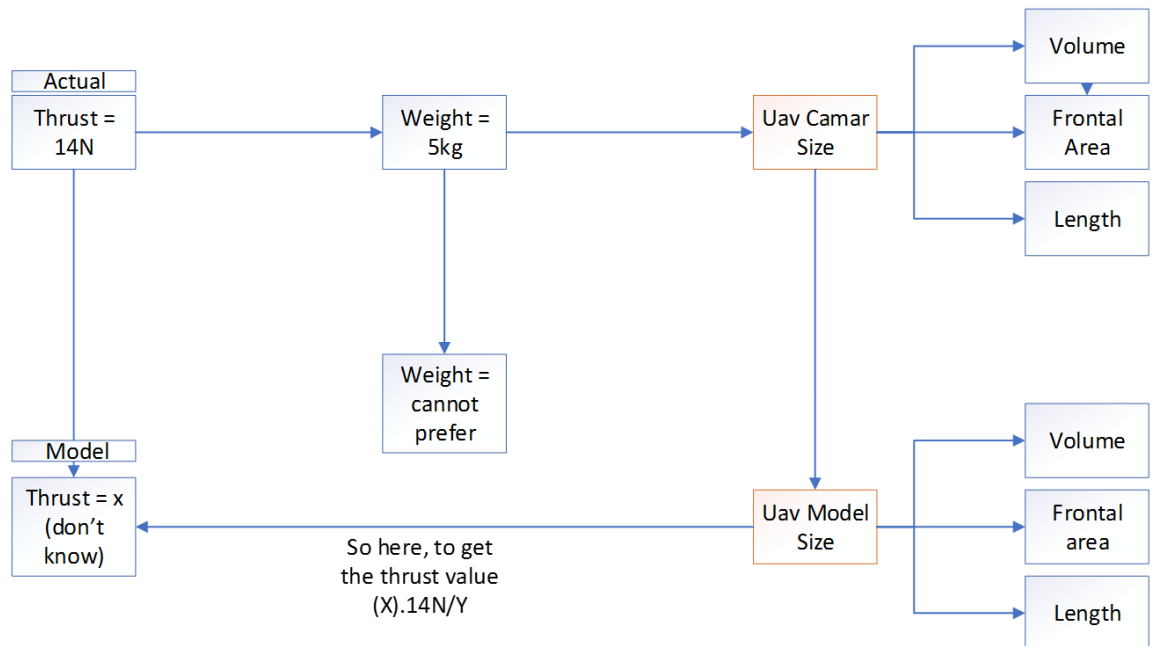 Actual
Thrust =
14N
Weight =
5kg
Uav Camar
Size
Volume
Frontal
Area
Length
Weight =
cannot
prefer
Model
Thrust = x
(don't
know)
So here, to get
the thrust value
(X).14N/Y
Uav Model
Size
Volume
Frontal
area
Length